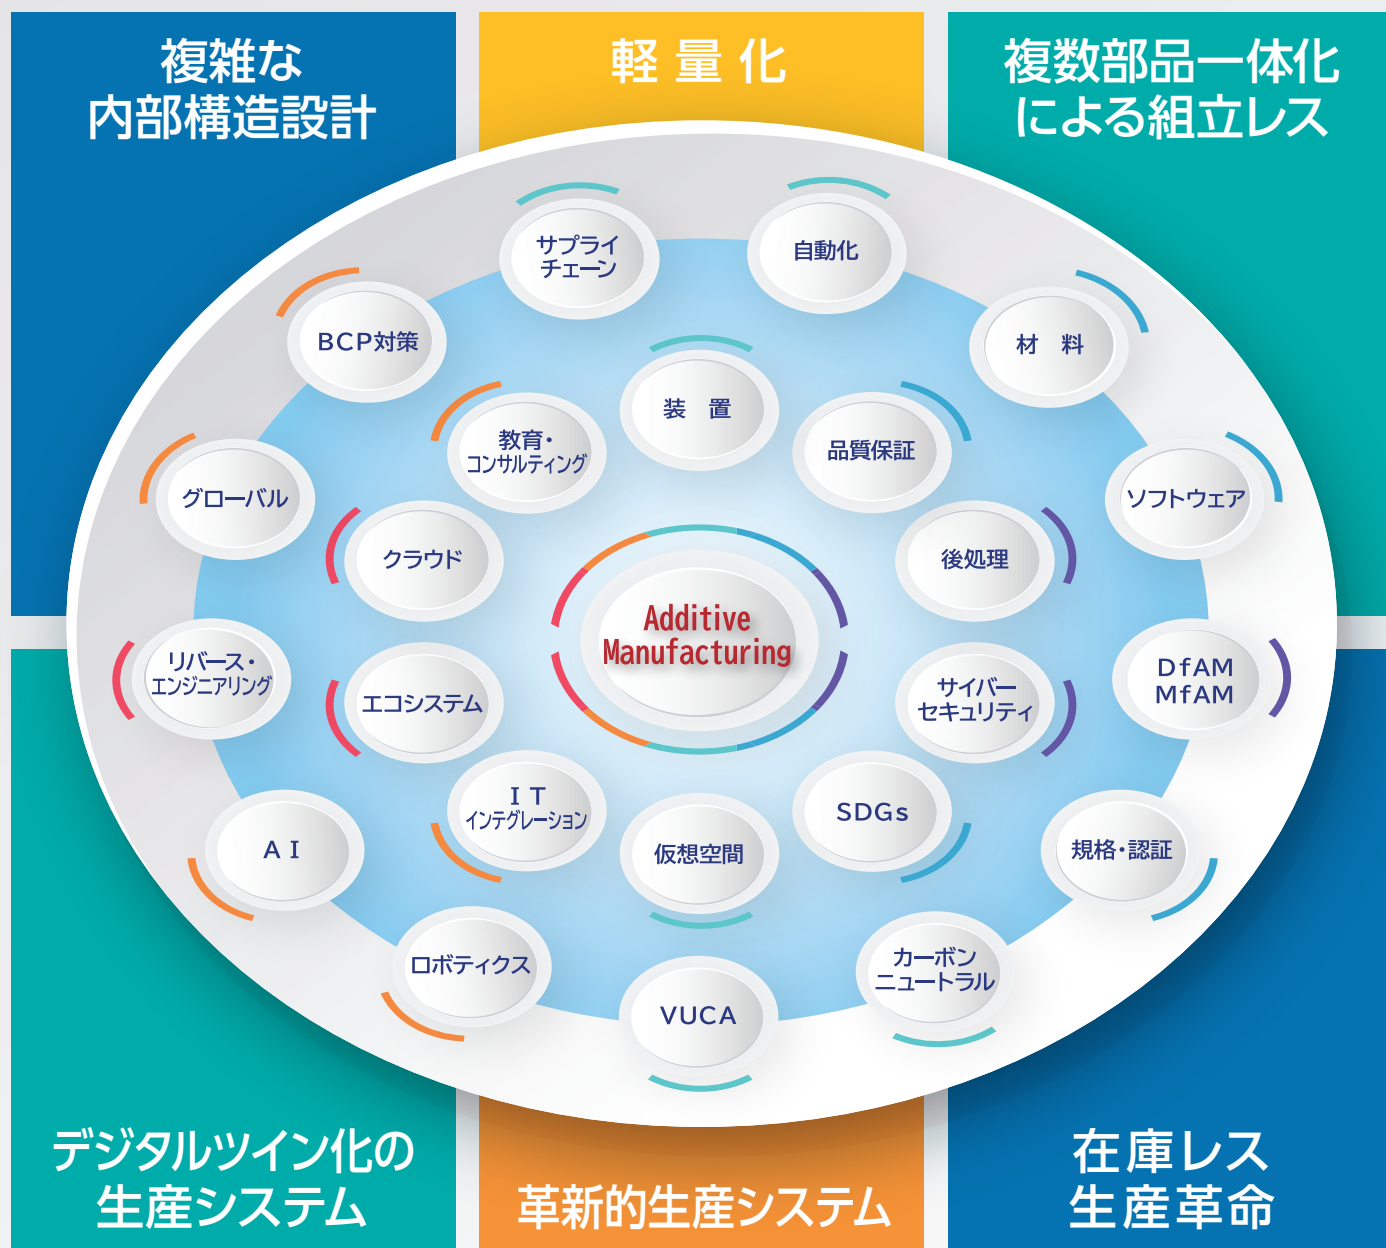 複雑な
内部構造設計
軽量化
複数部品一体化
による組立レス
サプライ
チェーン
自動化
BCP対策
材　料
装　置
教育・
コンサルティング
品質保証
グローバル
ソフトウェア
クラウド
後処理
Additive
Manufacturing
リバース・
エンジニアリング
エコシステム
サイバー
セキュリティ
DfAM
MfAM
IT
インテグレーション
SDGs
AI
仮想空間
規格・認証
ロボティクス
カーボン
ニュートラル
VUCA
デジタルツイン化の
生産システム
革新的生産システム
在庫レス
生産革命